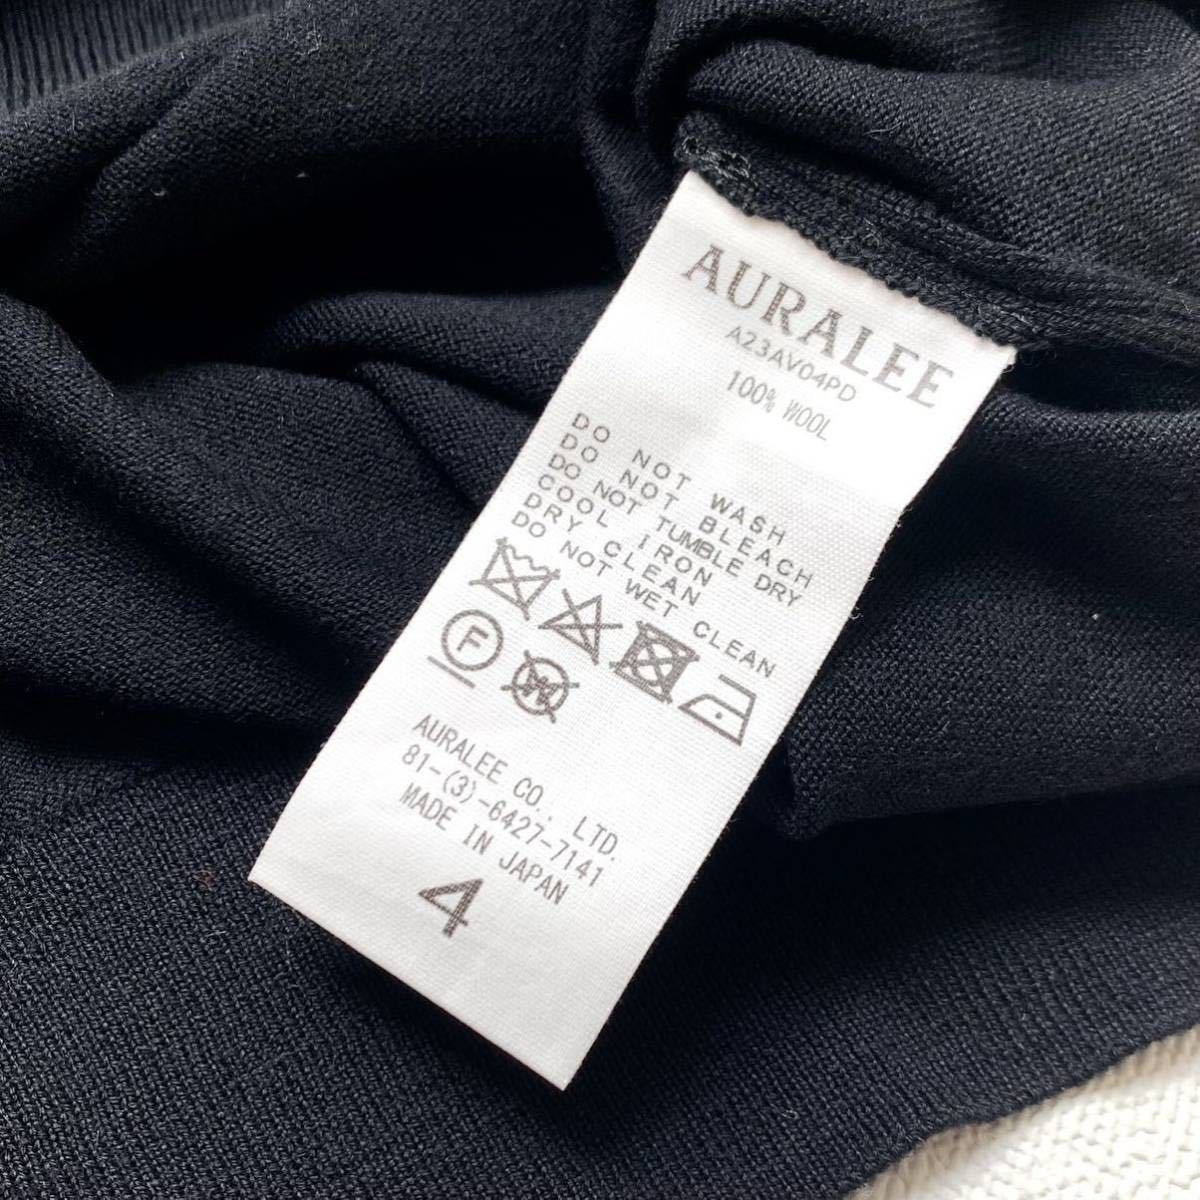 AURALEE
A23AV04PD
100% WOOL
DO NOT WASH
DO NOT BLEACH
DO NOT TUMBLE DRY
COOL IRON
DRY CLEAN
DO NOT WET CLEAN
F
W
AURALEE CO., LTD.
81-(3)-6427-7141
MADE IN JAPAN
4